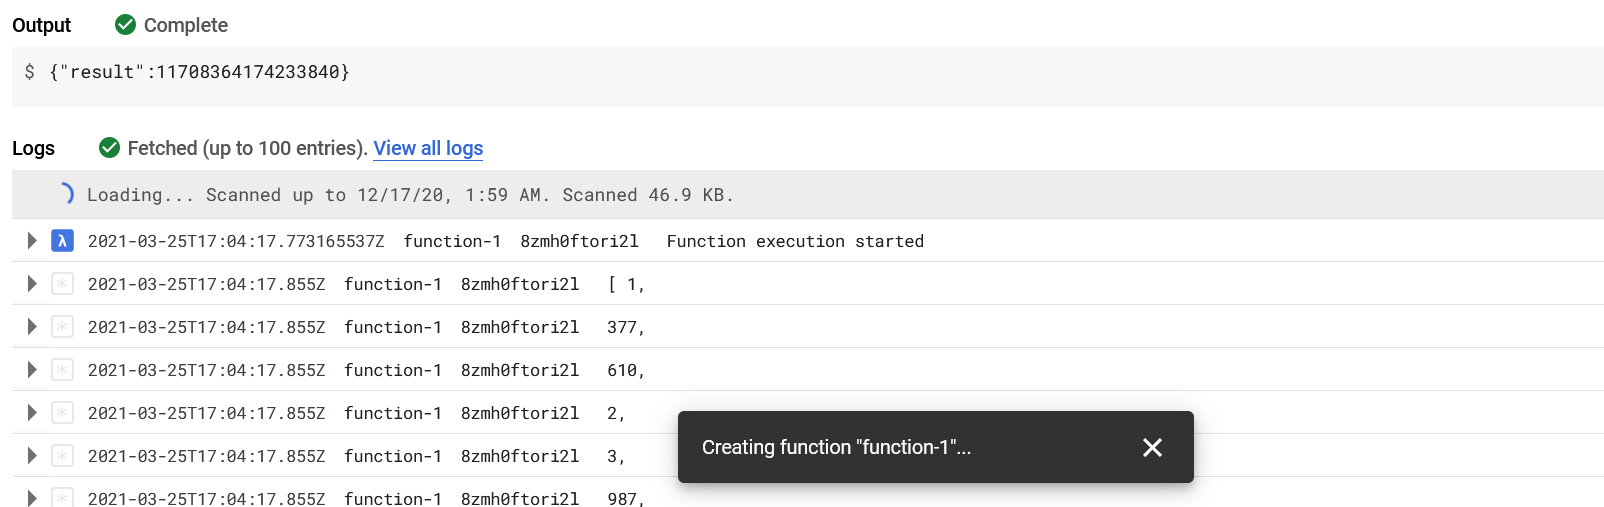 Output Complete
$ {"result":11708364174233840}
Logs Fetched (up to 100 entries). View all logs
Loading... Scanned up to 12/17/20, 1:59 AM. Scanned 46.9 KB.
λ 2021-03-25T17:04:17.773165537Z function-1 8zmh0ftori2l Function execution started
* 2021-03-25T17:04:17.855Z function-1 8zmh0ftori2l [ 1,
* 2021-03-25T17:04:17.855Z function-1 8zmh0ftori2l 377,
* 2021-03-25T17:04:17.855Z function-1 8zmh0ftori2l 610,
* 2021-03-25T17:04:17.855Z function-1 8zmh0ftori2l 2,
Creating function "function-1"...
* 2021-03-25T17:04:17.855Z function-1 8zmh0ftori2l 3,
* 2021-03-25T17:04:17.855Z function-1 8zmh0ftori2l 987,